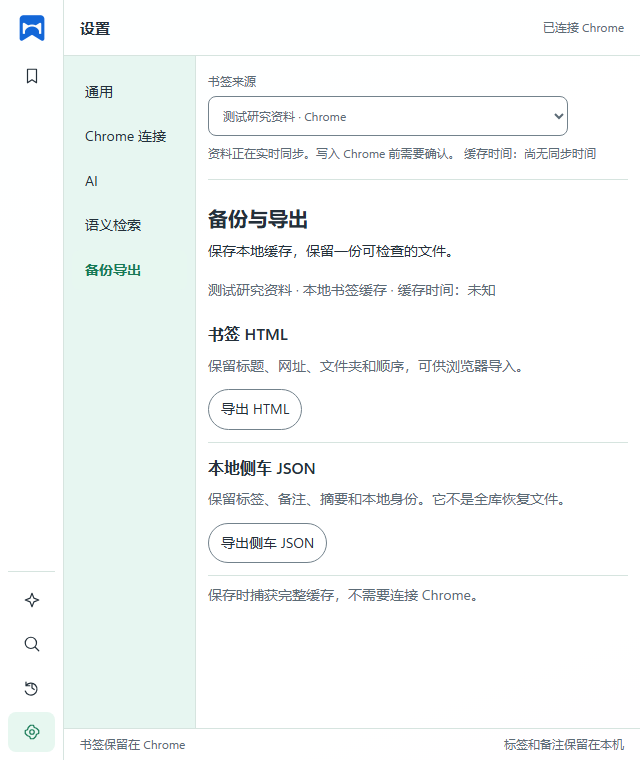 设置
已连接 Chrome
通用
Chrome 连接
AI
语义检索
备份导出
书签来源
测试研究资料 · Chrome
资料正在实时同步。写入 Chrome 前需要确认。 缓存时间：尚无同步时间
备份与导出
保存本地缓存，保留一份可检查的文件。
测试研究资料 · 本地书签缓存 · 缓存时间：未知
书签 HTML
保留标题、网址、文件夹和顺序，可供浏览器导入。
导出 HTML
本地侧车 JSON
保留标签、备注、摘要和本地身份。它不是全库恢复文件。
导出侧车 JSON
保存时捕获完整缓存，不需要连接 Chrome。
书签保留在 Chrome
标签和备注保留在本机